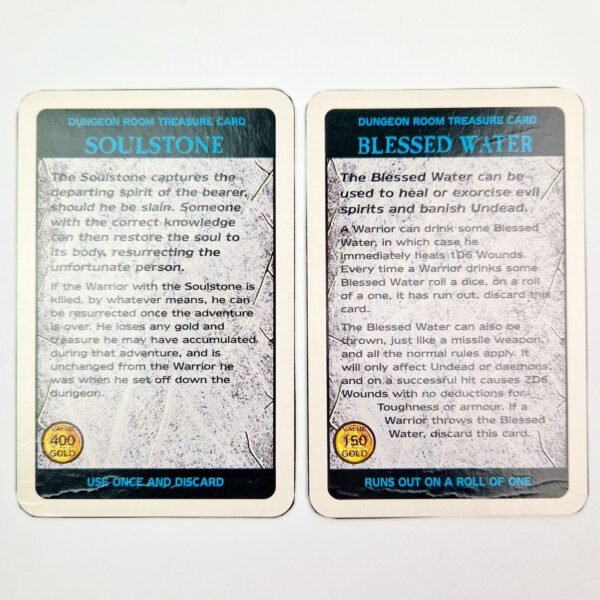 DUNGEON ROOM TREASURE CARD
SOULSTONE
The Soulstone captures the
departing spirit of the bearer,
should he be slain. Someone
with the correct knowledge
can then restore the soul to
its body, resurrecting the
unfortunate person.
If the Warrior with the Soulstone is
killed, by whatever means, he can
be resurrected once the adventure
is over. He loses any gold and
treasure he may have accumulated
during that adventure, and is
unchanged from the Warrior he
was when he set off down the
dungeon.
VALUE
400
GOLD
USE ONCE AND DISCARD
DUNGEON ROOM TREASURE CARD
BLESSED WATER
The Blessed Water can be
used to heal or exorcise evil
spirits and banish Undead.
A Warrior can drink some Blessed
Water, in which case he
immediately heals 1D6 Wounds.
Every time a Warrior drinks some
Blessed Water roll a dice, on a roll
of a one, it has run out, discard this
card.
The Blessed Water can also be
thrown, just like a missile weapon,
and all the normal rules apply. It
will only affect Undead or daemons,
and on a successful hit causes 2D6
Wounds with no deductions for
Toughness or armour. If a
Warrior throws the Blessed
Water, discard this card.
VALUE
150
GOLD
RUNS OUT ON A ROLL OF ONE